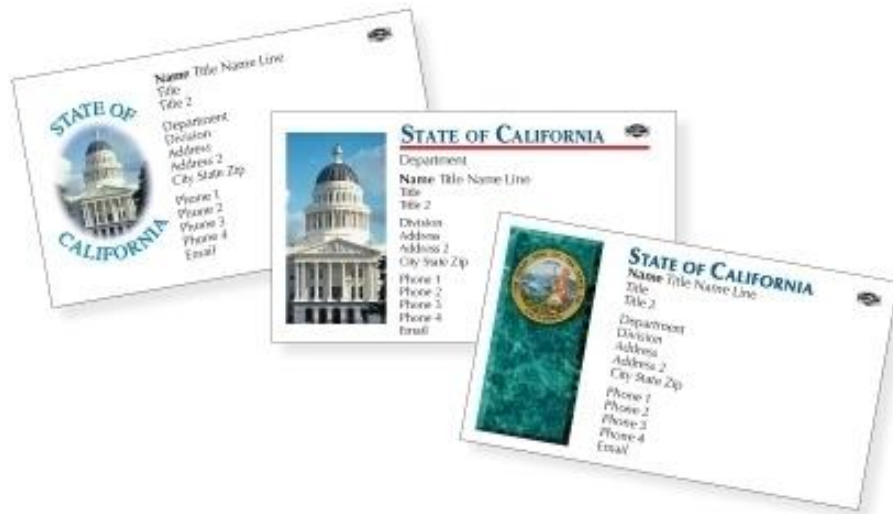 STATE OF
CALIFORNIA
Name Title Name Line
Title
Title 2
Department
Division
Address
Address 2
City State Zip
Phone 1
Phone 2
Phone 3
Phone 4
Email
STATE OF CALIFORNIA
Department
Name Title Name Line
Title
Title 2
Division
Address
Address 2
City State Zip
Phone 1
Phone 2
Phone 3
Phone 4
Email
STATE OF CALIFORNIA
Name Title Name Line
Title
Title 2
Department
Division
Address
Address 2
City State Zip
Phone 1
Phone 2
Phone 3
Phone 4
Email